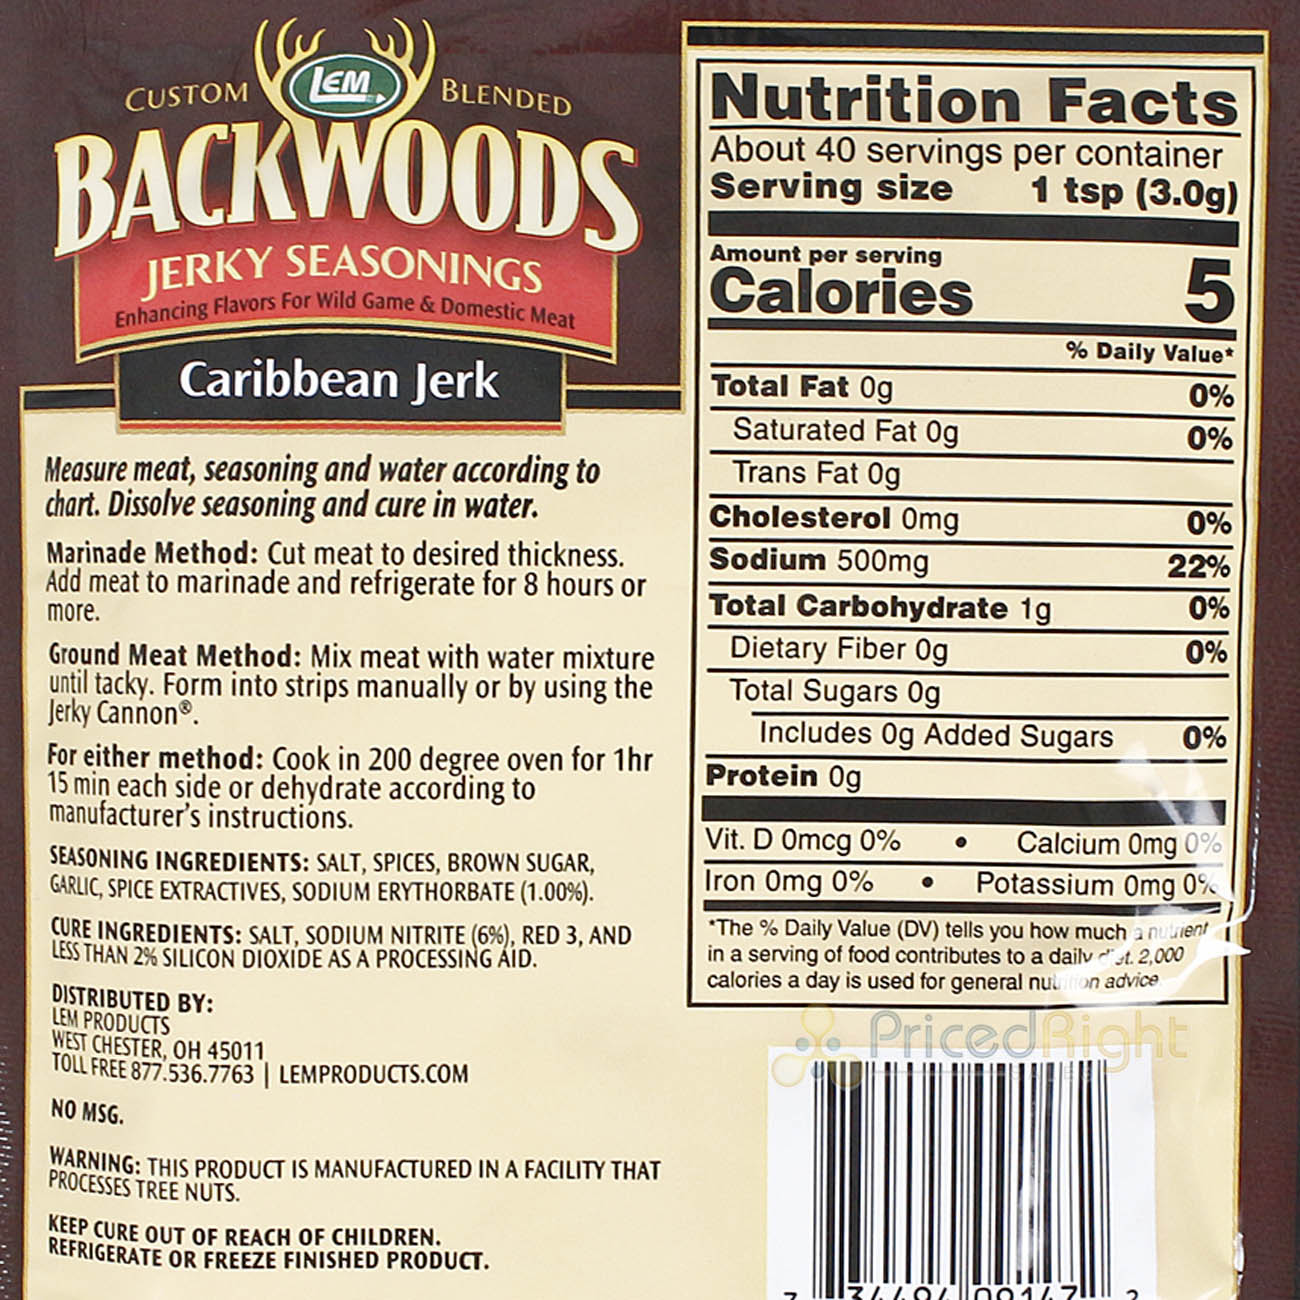 CUSTOM LEM BLENDED
BACKWOODS
JERKY SEASONINGS
Enhancing Flavors For Wild Game & Domestic Meat
Caribbean Jerk
Measure meat, seasoning and water according to
chart. Dissolve seasoning and cure in water.
Marinade Method: Cut meat to desired thickness.
Add meat to marinade and refrigerate for 8 hours or
more.
Ground Meat Method: Mix meat with water mixture
until tacky. Form into strips manually or by using the
Jerky Cannon®.
For either method: Cook in 200 degree oven for 1hr
15 min each side or dehydrate according to
manufacturer's instructions.
SEASONING INGREDIENTS: SALT, SPICES, BROWN SUGAR,
GARLIC, SPICE EXTRACTIVES, SODIUM ERYTHORBATE (1.00%).
CURE INGREDIENTS: SALT, SODIUM NITRITE (6%), RED 3, AND
LESS THAN 2% SILICON DIOXIDE AS A PROCESSING AID.
DISTRIBUTED BY:
LEM PRODUCTS
WEST CHESTER, OH 45011
TOLL FREE 877.536.7763 | LEMPRODUCTS.COM
NO MSG.
WARNING: THIS PRODUCT IS MANUFACTURED IN A FACILITY THAT
PROCESSES TREE NUTS.
KEEP CURE OUT OF REACH OF CHILDREN.
REFRIGERATE OR FREEZE FINISHED PRODUCT.
Nutrition Facts
About 40 servings per container
Serving size 1 tsp (3.0g)
Amount per serving
Calories 5
% Daily Value*
Total Fat 0g 0%
Saturated Fat 0g 0%
Trans Fat 0g
Cholesterol 0mg 0%
Sodium 500mg 22%
Total Carbohydrate 1g 0%
Dietary Fiber 0g 0%
Total Sugars 0g
Includes 0g Added Sugars 0%
Protein 0g
Vit. D 0mcg 0% • Calcium 0mg 0%
Iron 0mg 0% • Potassium 0mg 0%
*The % Daily Value (DV) tells you how much a nutrient
in a serving of food contributes to a daily diet. 2,000
calories a day is used for general nutrition advice.
PricedRight
SALES
7 34494 09147 2